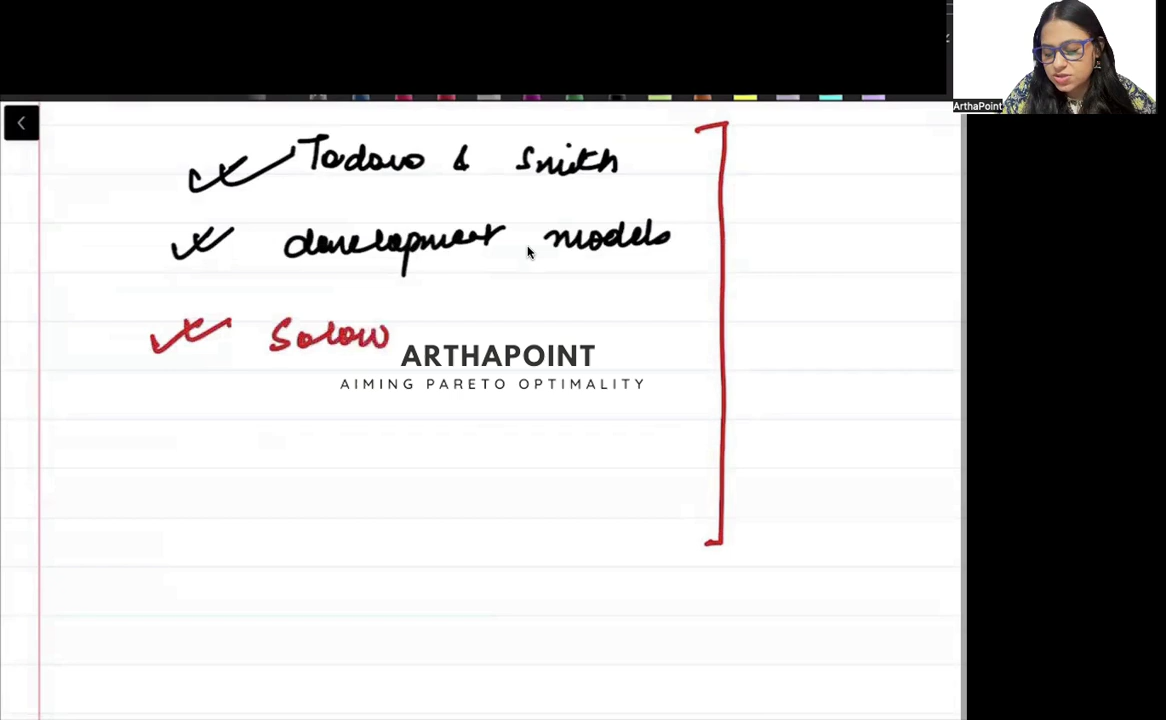 ArthaPoint
Todaro & Smith
development models
Solow
ARTHAPOINT
AIMING PARETO OPTIMALITY